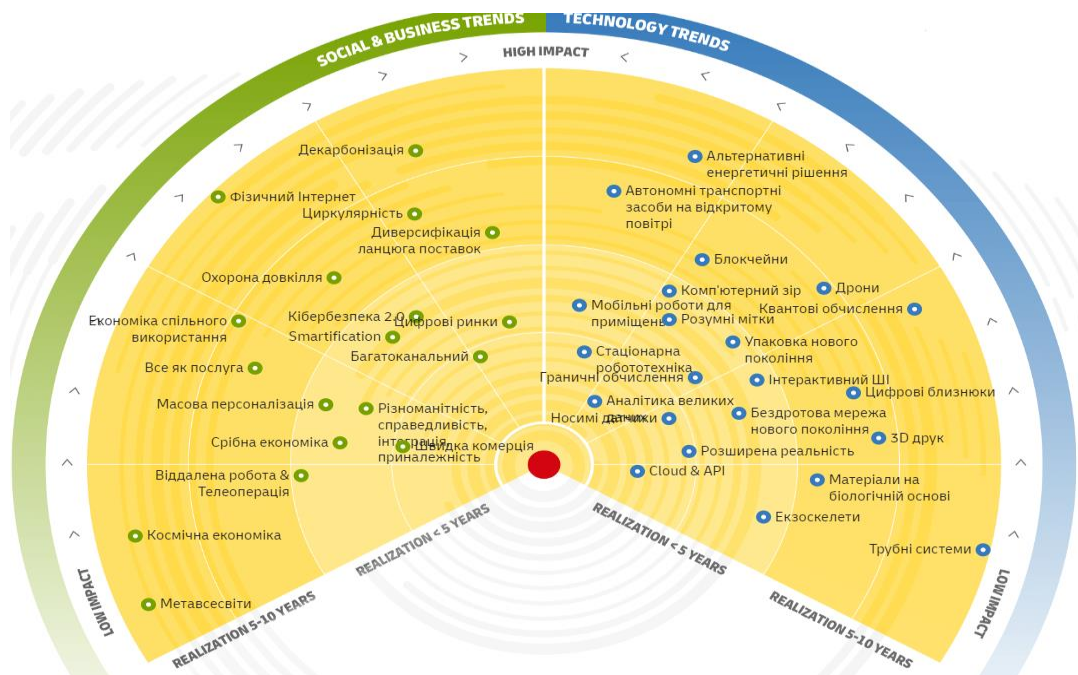 SOCIAL & BUSINESS TRENDS
TECHNOLOGY TRENDS
HIGH IMPACT
Декарбонізація
Фізичний Інтернет
Циркулярність
Диверсифікація
ланцюга поставок
Охорона довкілля
Економіка спільного
використання
Кібербезпека 2.0
Цифрові ринки
Smartification
Багатоканальний
Все як послуга
Масова персоналізація
Різноманітність,
справедливість,
інтеграція,
приналежність
Швидка комерція
Срібна економіка
Віддалена робота &
Телеоперація
Космічна економіка
Метавсесвіти
Альтернативні
енергетичні рішення
Автономні транспортні
засоби на відкритому
повітрі
Блокчейни
Комп'ютерний зір
Дрони
Квантові обчислення
Мобільні роботи для
приміщень
Розумні мітки
Упаковка нового
покоління
Стаціонарна
робототехніка
Граничні обчислення
Інтерактивний ШІ
Цифрові близнюки
Аналітика великих
даних
Носимі датчики
Бездротова мережа
нового покоління
3D друк
Розширена реальність
Cloud & API
Матеріали на
біологічній основі
Екзоскелети
Трубні системи
LOW IMPACT
REALIZATION 5-10 YEARS
REALIZATION < 5 YEARS
REALIZATION < 5 YEARS
REALIZATION 5-10 YEARS
LOW IMPACT